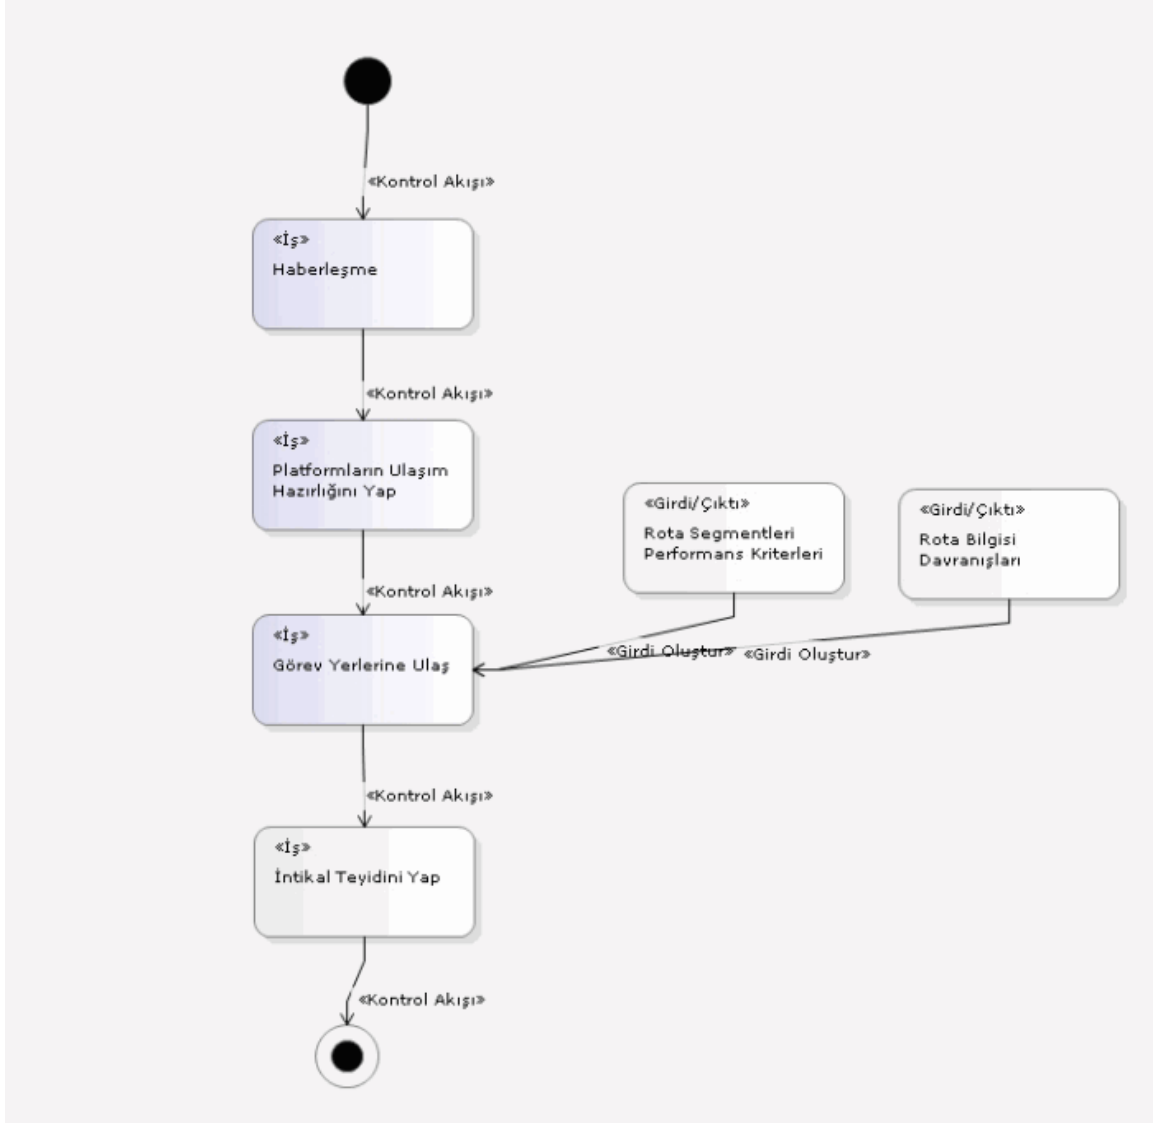 «Kontrol Akışı»
«İş»
Haberleşme
«Kontrol Akışı»
«İş»
Platformların Ulaşım
Hazırlığını Yap
«Girdi/Çıktı»
Rota Segmentleri
Performans Kriterleri
«Girdi/Çıktı»
Rota Bilgisi
Davranışları
«Kontrol Akışı»
«İş»
Görev Yerlerine Ulaş
«Girdi Oluştur»
«Girdi Oluştur»
«Kontrol Akışı»
«İş»
İntikal Teyidini Yap
«Kontrol Akışı»